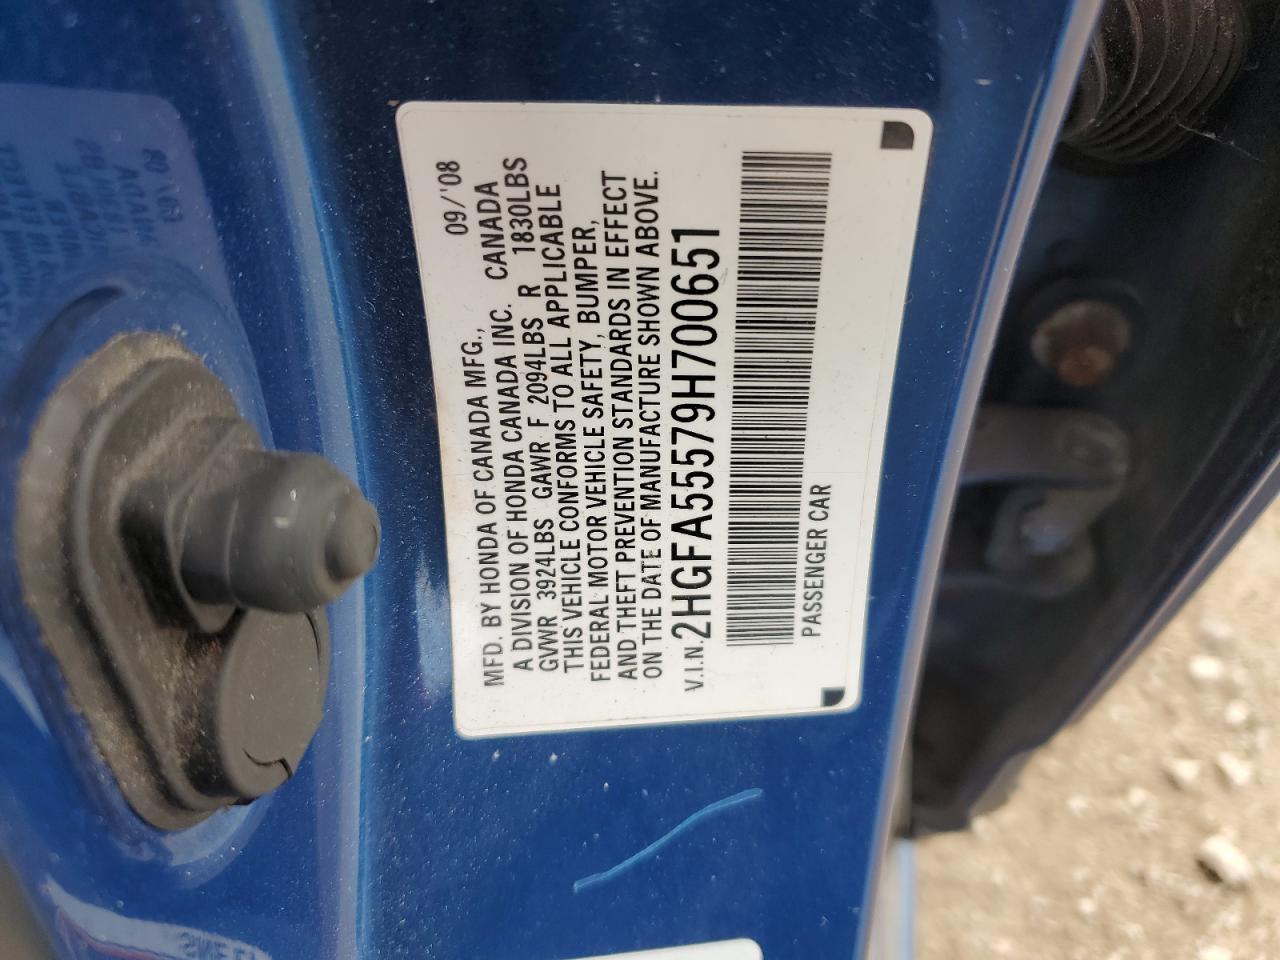 MFD. BY HONDA OF CANADA MFG., 09/'08
A DIVISION OF HONDA CANADA INC. CANADA
GVWR 3924LBS GAWR F 2094LBS R 1830LBS
THIS VEHICLE CONFORMS TO ALL APPLICABLE
FEDERAL MOTOR VEHICLE SAFETY, BUMPER,
AND THEFT PREVENTION STANDARDS IN EFFECT
ON THE DATE OF MANUFACTURE SHOWN ABOVE.
V.I.N. 2HGFA55579H700651
PASSENGER CAR